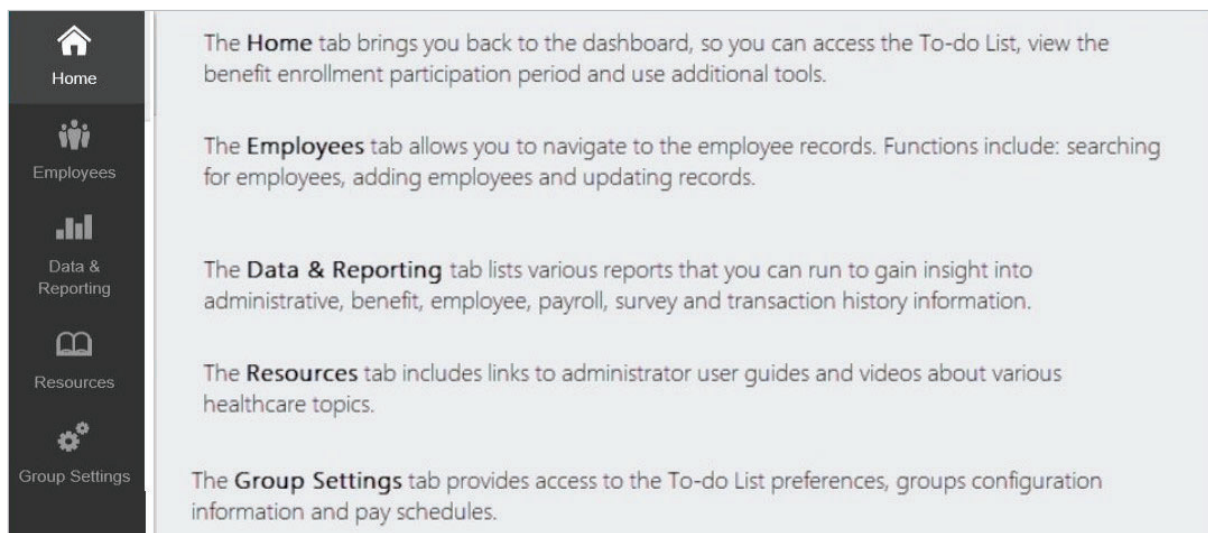 Home
The Home tab brings you back to the dashboard, so you can access the To-do List, view the
benefit enrollment participation period and use additional tools.
Employees
The Employees tab allows you to navigate to the employee records. Functions include: searching
for employees, adding employees and updating records.
Data &
Reporting
The Data & Reporting tab lists various reports that you can run to gain insight into
administrative, benefit, employee, payroll, survey and transaction history information.
Resources
The Resources tab includes links to administrator user guides and videos about various
healthcare topics.
Group Settings
The Group Settings tab provides access to the To-do List preferences, groups configuration
information and pay schedules.